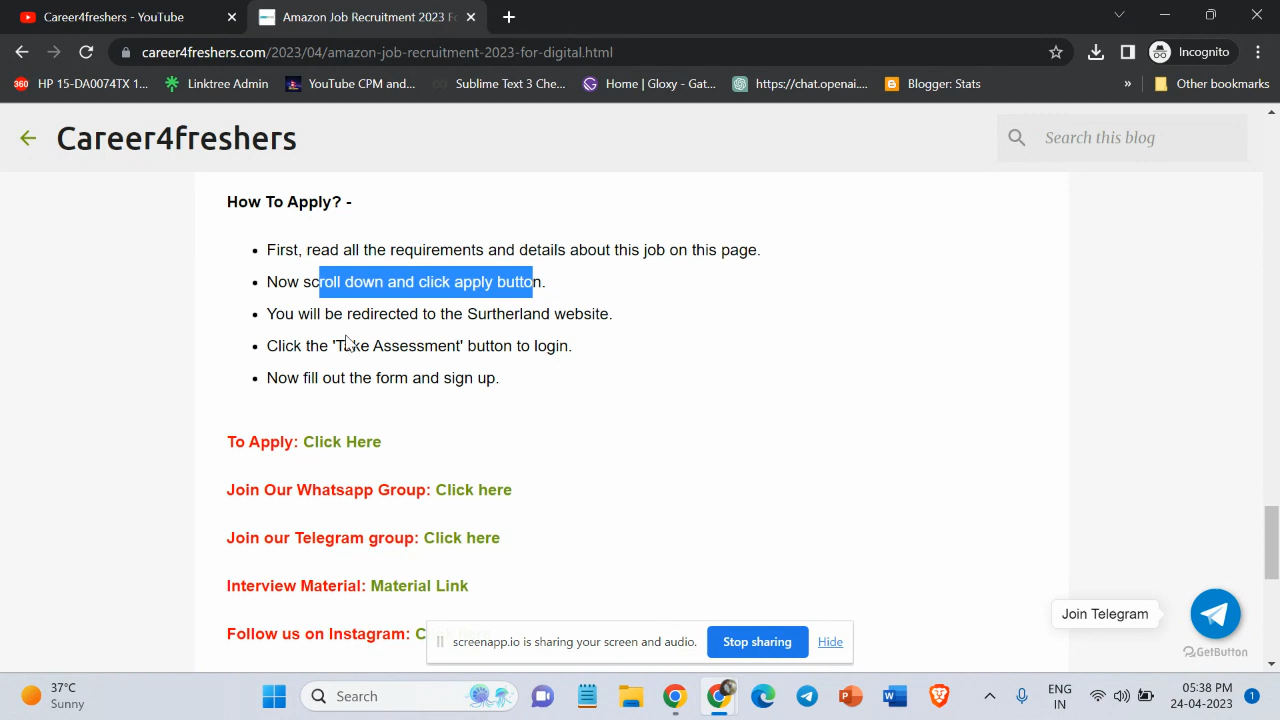 Career4freshers - YouTube
Amazon Job Recruitment 2023 Fo
career4freshers.com/2023/04/amazon-job-recruitment-2023-for-digital.html
Incognito
360 HP 15-DA0074TX 1...
Linktree Admin
YouTube CPM and...
Sublime Text 3 Che...
Home | Gloxy - Gat...
https://chat.openai....
Blogger: Stats
»
Other bookmarks
Career4freshers
Search this blog
How To Apply? -
• First, read all the requirements and details about this job on this page.
• Now scroll down and click apply button.
• You will be redirected to the Surtherland website.
• Click the 'Take Assessment' button to login.
• Now fill out the form and sign up.
To Apply: Click Here
Join Our Whatsapp Group: Click here
Join our Telegram group: Click here
Interview Material: Material Link
Follow us on Instagram: C
Join Telegram
GetButton
screenapp.io is sharing your screen and audio.
Stop sharing
Hide
37°C
Sunny
Search
ENG
IN
05:38 PM
24-04-2023
1